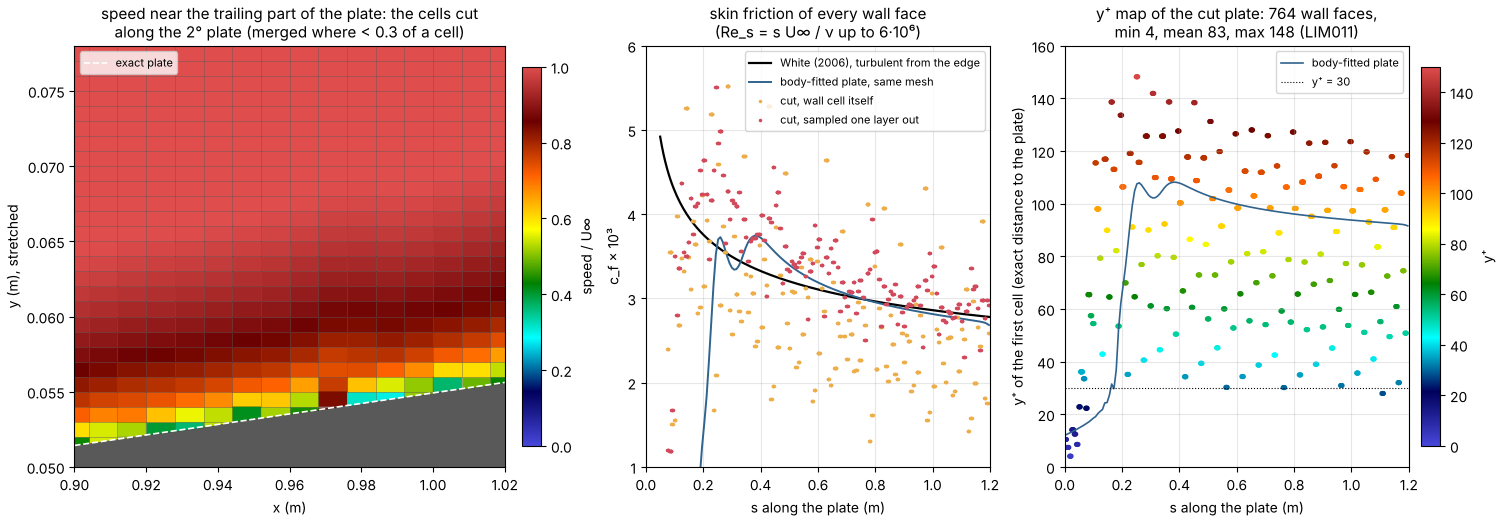 speed near the trailing part of the plate: the cells cut
along the 2° plate (merged where < 0.3 of a cell)
exact plate
0.075
0.070
0.065
0.060
0.055
0.050
y (m), stretched
0.90
0.92
0.94
0.96
0.98
1.00
1.02
x (m)
1.0
0.8
0.6
0.4
0.2
0.0
speed / U∞
skin friction of every wall face
(Re_s = s U∞ / ν up to 6·10⁶)
White (2006), turbulent from the edge
body-fitted plate, same mesh
cut, wall cell itself
cut, sampled one layer out
6
5
4
3
2
1
c_f × 10³
0.0
0.2
0.4
0.6
0.8
1.0
1.2
s along the plate (m)
y⁺ map of the cut plate: 764 wall faces,
min 4, mean 83, max 148 (LIM011)
body-fitted plate
y⁺ = 30
160
140
120
100
80
60
40
20
0
y⁺ of the first cell (exact distance to the plate)
0.0
0.2
0.4
0.6
0.8
1.0
1.2
s along the plate (m)
140
120
100
80
60
40
20
0
y⁺